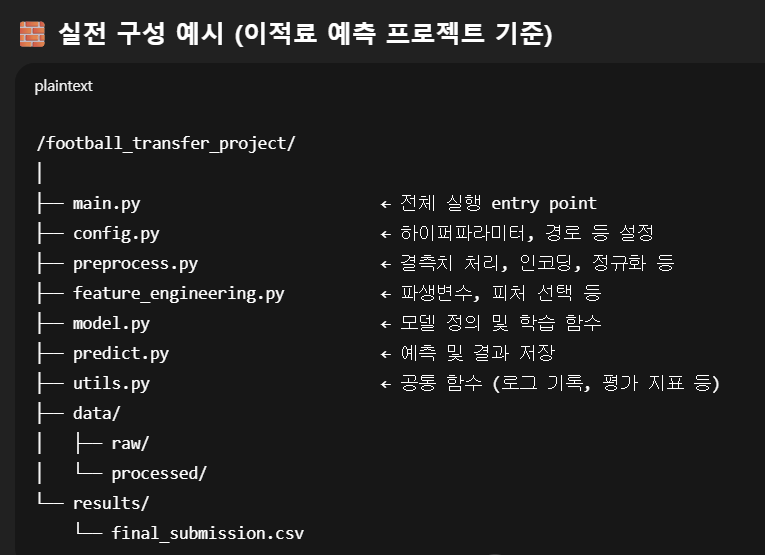 🧱 실전 구성 예시 (이적료 예측 프로젝트 기준)
plaintext
/football_transfer_project/
│
├── main.py                         ← 전체 실행 entry point
├── config.py                       ← 하이퍼파라미터, 경로 등 설정
├── preprocess.py                   ← 결측치 처리, 인코딩, 정규화 등
├── feature_engineering.py          ← 파생변수, 피처 선택 등
├── model.py                        ← 모델 정의 및 학습 함수
├── predict.py                      ← 예측 및 결과 저장
├── utils.py                        ← 공통 함수 (로그 기록, 평가 지표 등)
├── data/
│   ├── raw/
│   └── processed/
└── results/
    └── final_submission.csv